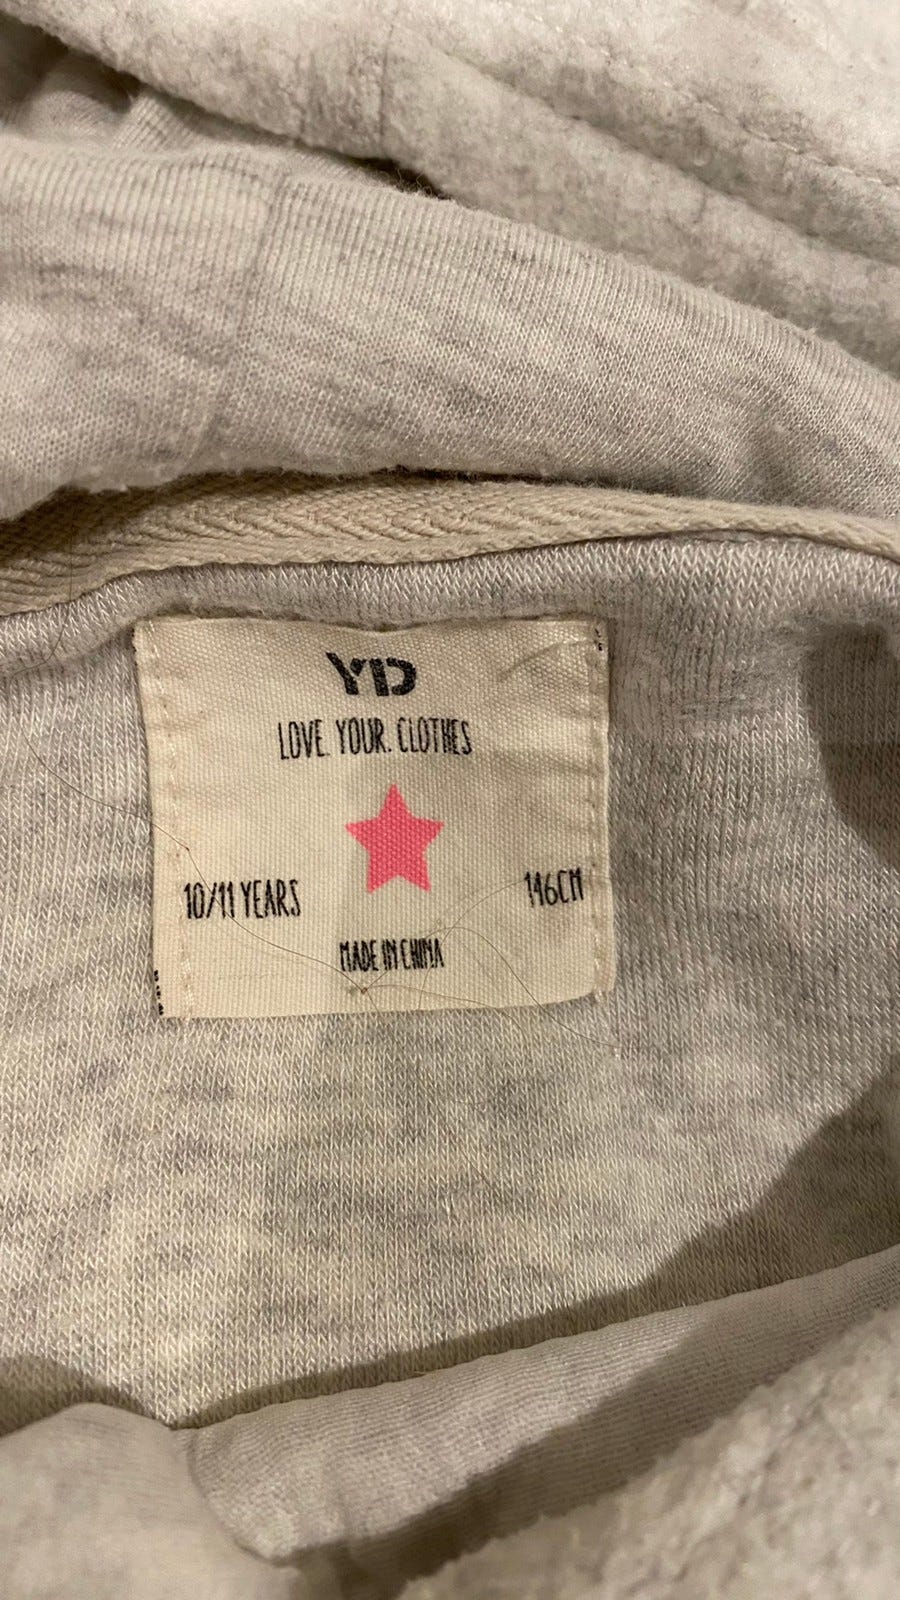 YD
LOVE. YOUR. CLOTHES
10/11 YEARS 146CM
MADE IN CHINA